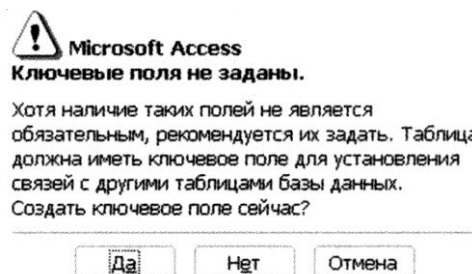 Microsoft Access
Ключевые поля не заданы.
Хотя наличие таких полей не является
обязательным, рекомендуется их задать. Таблица
должна иметь ключевое поле для установления
связей с другими таблицами базы данных.
Создать ключевое поле сейчас?
Да Нет Отмена